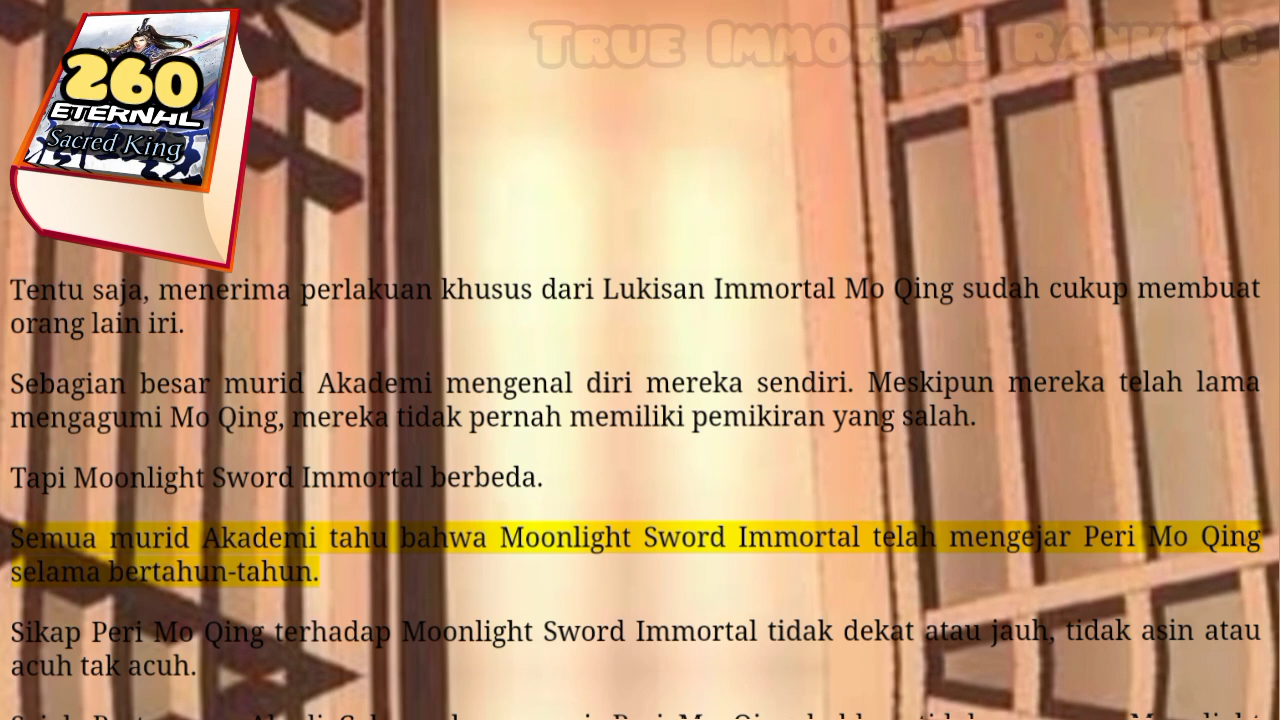 True Immortal Ranking
260
ETERNAL
Sacred King
Tentu saja, menerima perlakuan khusus dari Lukisan Immortal Mo Qing sudah cukup membuat
orang lain iri.
Sebagian besar murid Akademi mengenal diri mereka sendiri. Meskipun mereka telah lama
mengagumi Mo Qing, mereka tidak pernah memiliki pemikiran yang salah.
Tapi Moonlight Sword Immortal berbeda.
Semua murid Akademi tahu bahwa Moonlight Sword Immortal telah mengejar Peri Mo Qing
selama bertahun-tahun.
Sikap Peri Mo Qing terhadap Moonlight Sword Immortal tidak dekat atau jauh, tidak asin atau
acuh tak acuh.